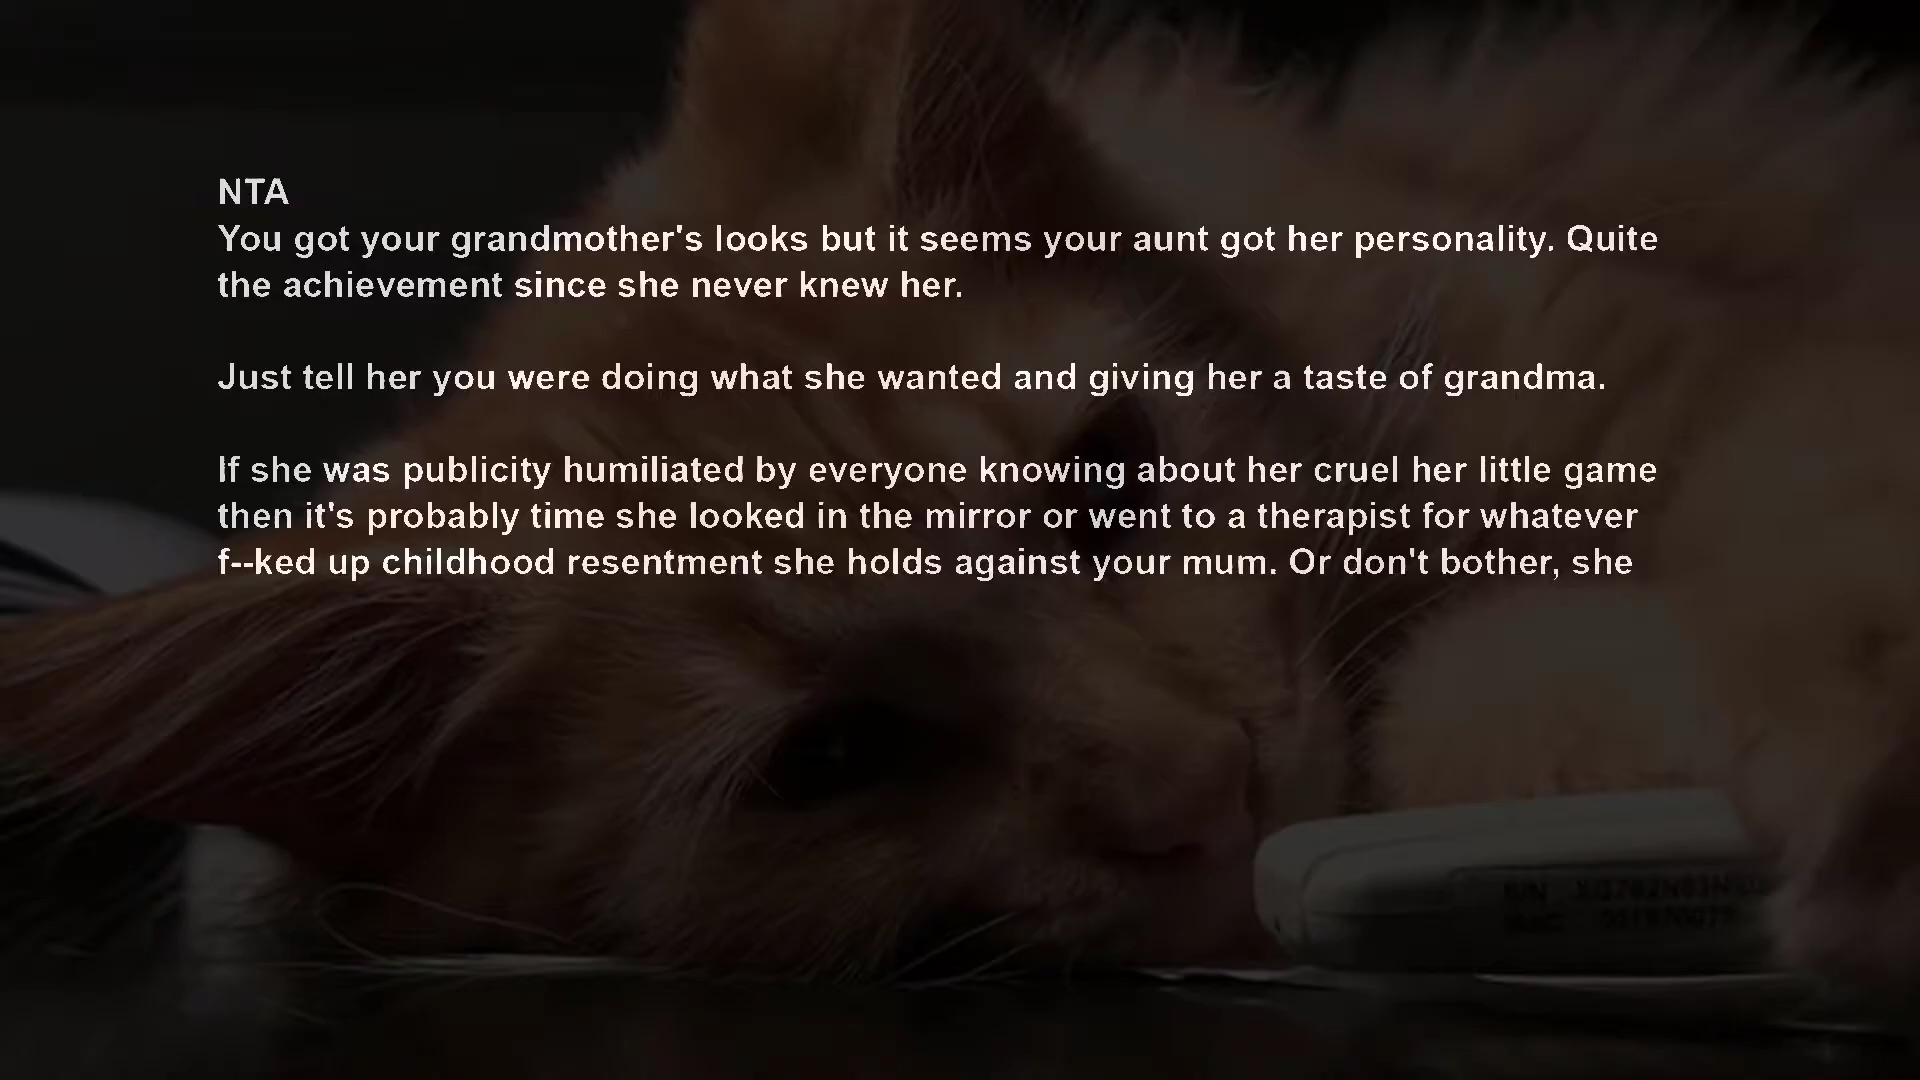 NTA
You got your grandmother's looks but it seems your aunt got her personality. Quite
the achievement since she never knew her.
Just tell her you were doing what she wanted and giving her a taste of grandma.
If she was publicity humiliated by everyone knowing about her cruel her little game
then it's probably time she looked in the mirror or went to a therapist for whatever
f--ked up childhood resentment she holds against your mum. Or don't bother, she